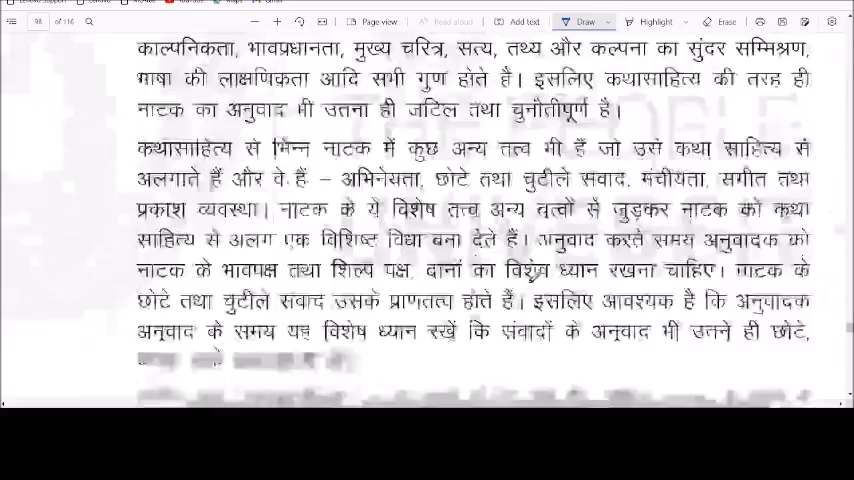 98 of 116
Page view
Read aloud
Add text
Draw
Highlight
Erase
काल्पनिकता, भावप्रधानता, मुख्य चरित्र, सत्य, तथ्य और कल्पना का सुंदर सम्मिश्रण,
भाषा की लाक्षणिकता आदि सभी गुण होते हैं। इसलिए कथासाहित्य की तरह ही
नाटक का अनुवाद भी उतना ही जटिल तथा चुनौतीपूर्ण है।
कथासाहित्य से भिन्न नाटक में कुछ अन्य तत्त्व भी हैं जो उसे कथा साहित्य से
अलगाते हैं और वे हैं – अभिनेयता, छोटे तथा चुटीले संवाद, मंचीयता, संगीत तथा
प्रकाश व्यवस्था। नाटक के ये विशेष तत्त्व अन्य तत्त्वों से जुड़कर नाटक को कथा
साहित्य से अलग एक विशिष्ट विधा बना देते हैं। अनुवाद करते समय अनुवादक को
नाटक के भावपक्ष तथा शिल्प पक्ष, दोनों का विशेष ध्यान रखना चाहिए। नाटक के
छोटे तथा चुटीले संवाद उसके प्राणतत्व होते हैं। इसलिए आवश्यक है कि अनुवादक
अनुवाद के समय यह विशेष ध्यान रखें कि संवादों के अनुवाद भी उतने ही छोटे,